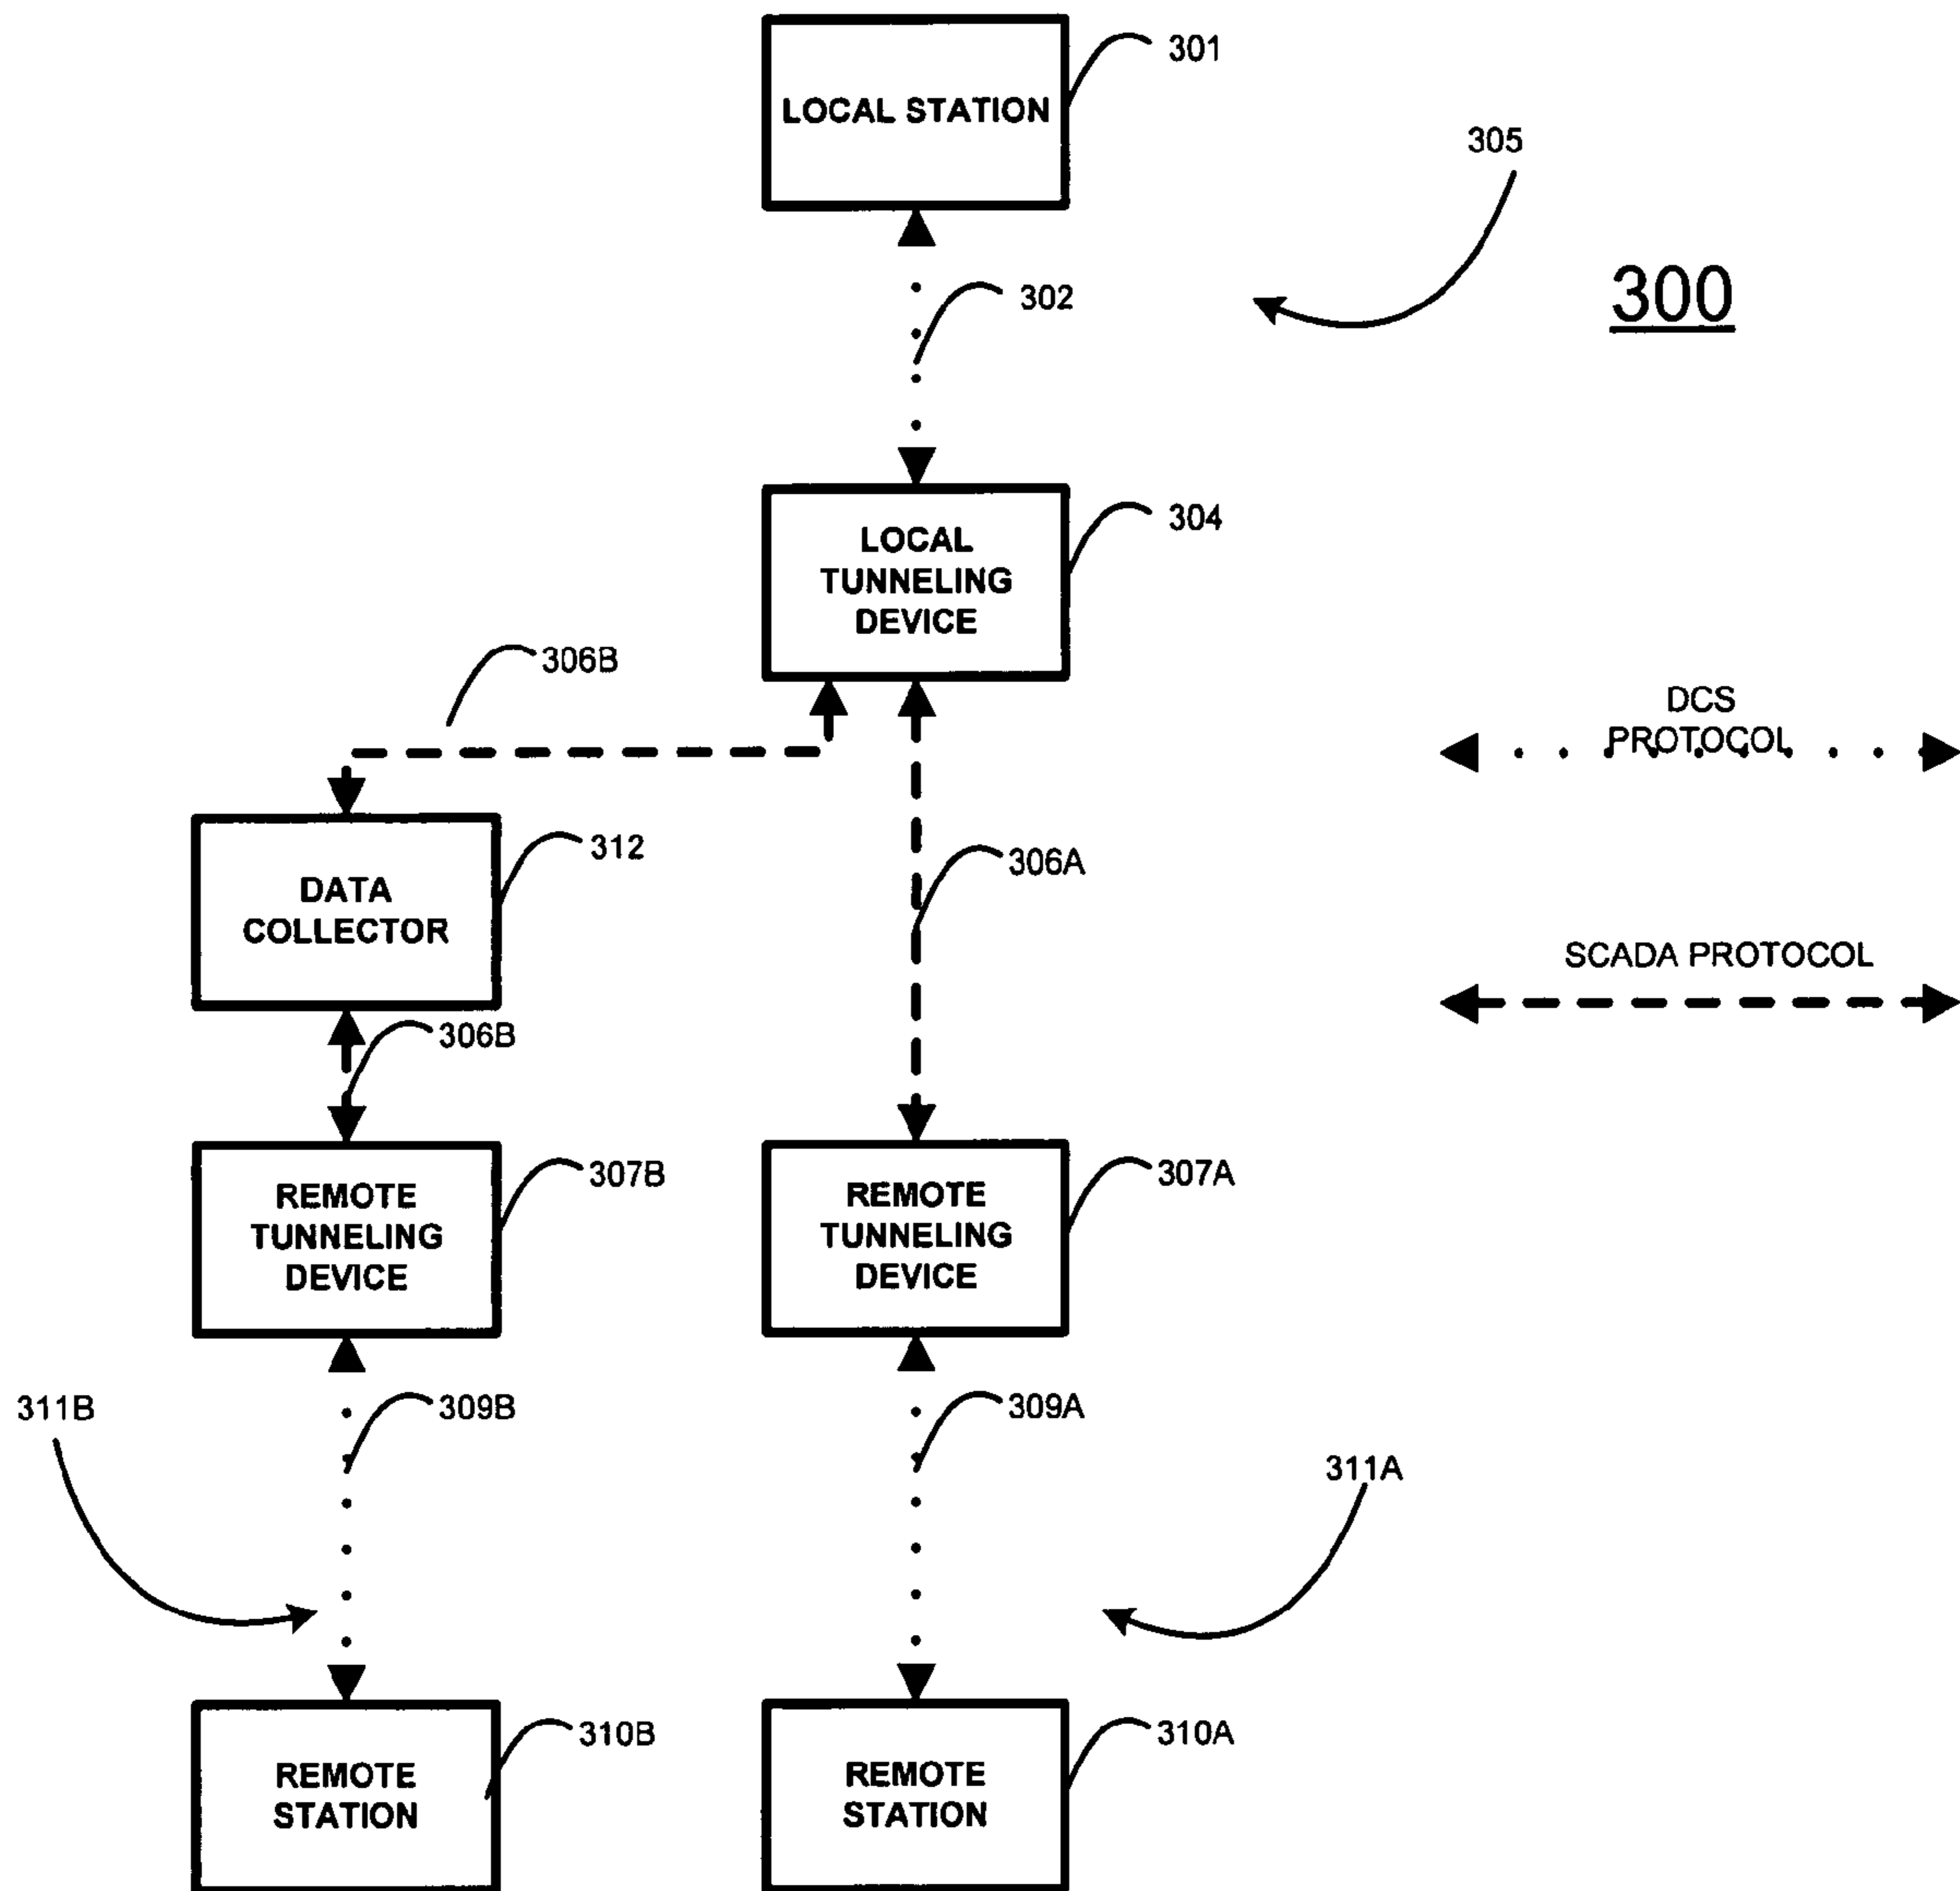 LOCAL STATION
301
305
302
300
LOCAL
TUNNELING
DEVICE
304
306B
DCS
PROTOCOL
DATA
COLLECTOR
312
306A
SCADA PROTOCOL
306B
REMOTE
TUNNELING
DEVICE
307B
REMOTE
TUNNELING
DEVICE
307A
311B
309B
309A
311A
REMOTE
STATION
310B
REMOTE
STATION
310A